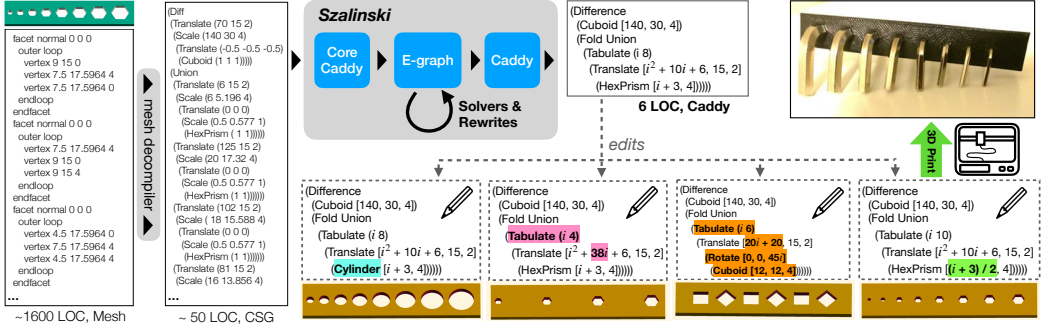 facet normal 0 0 0
outer loop
vertex 9 15 0
vertex 7.5 17.5964 4
vertex 7.5 17.5964 0
endloop
endfacet
facet normal 0 0 0
outer loop
vertex 7.5 17.5964 0
vertex 9 15 0
vertex 9 15 4
endloop
endfacet
facet normal 0 0 0
outer loop
vertex 4.5 17.5964 0
vertex 7.5 17.5964 4
vertex 4.5 17.5964 4
endloop
endfacet
...
~1600 LOC, Mesh
mesh decompiler
(Diff
(Translate (70 15 2)
(Scale (140 30 4)
(Translate (-0.5 -0.5 -0.5)
(Cuboid (1 1 1)))))
(Union
(Translate (6 15 2)
(Scale (6 5.196 4)
(Translate (0 0 0)
(Scale (0.5 0.577 1)
(HexPrism ( 1 1))))))
(Translate (125 15 2)
(Scale (20 17.32 4)
(Translate (0 0 0)
(Scale (0.5 0.577 1)
(HexPrism (1 1)))))))
(Translate (102 15 2)
(Scale ( 18 15.588 4)
(Translate (0 0 0)
(Scale (0.5 0.577 1)
(HexPrism (1 1)))))))
(Translate (81 15 2)
(Scale (16 13.856 4)
...
~ 50 LOC, CSG
Szalinski
Core
Caddy
E-graph
Caddy
Solvers &
Rewrites
(Difference
(Cuboid [140, 30, 4])
(Fold Union
(Tabulate (i 8)
(Translate [i² + 10i + 6, 15, 2]
(HexPrism [i + 3, 4])))))
6 LOC, Caddy
edits
3D Print
(Difference
(Cuboid [140, 30, 4])
(Fold Union
(Tabulate (i 8)
(Translate [i² + 10i + 6, 15, 2]
(Cylinder [i + 3, 4])))))
(Difference
(Cuboid [140, 30, 4])
(Fold Union
(Tabulate (i 4)
(Translate [i² + 38i + 6, 15, 2]
(HexPrism [i + 3, 4])))))
(Difference
(Cuboid [140, 30, 4])
(Fold Union
(Tabulate (i 6)
(Translate [20i + 20, 15, 2]
(Rotate [0, 0, 45i]
(Cuboid [12, 12, 4]))))))
(Difference
(Cuboid [140, 30, 4])
(Fold Union
(Tabulate (i 10)
(Translate [i² + 10i + 6, 15, 2]
(HexPrism [(i + 3) / 2, 4])))))